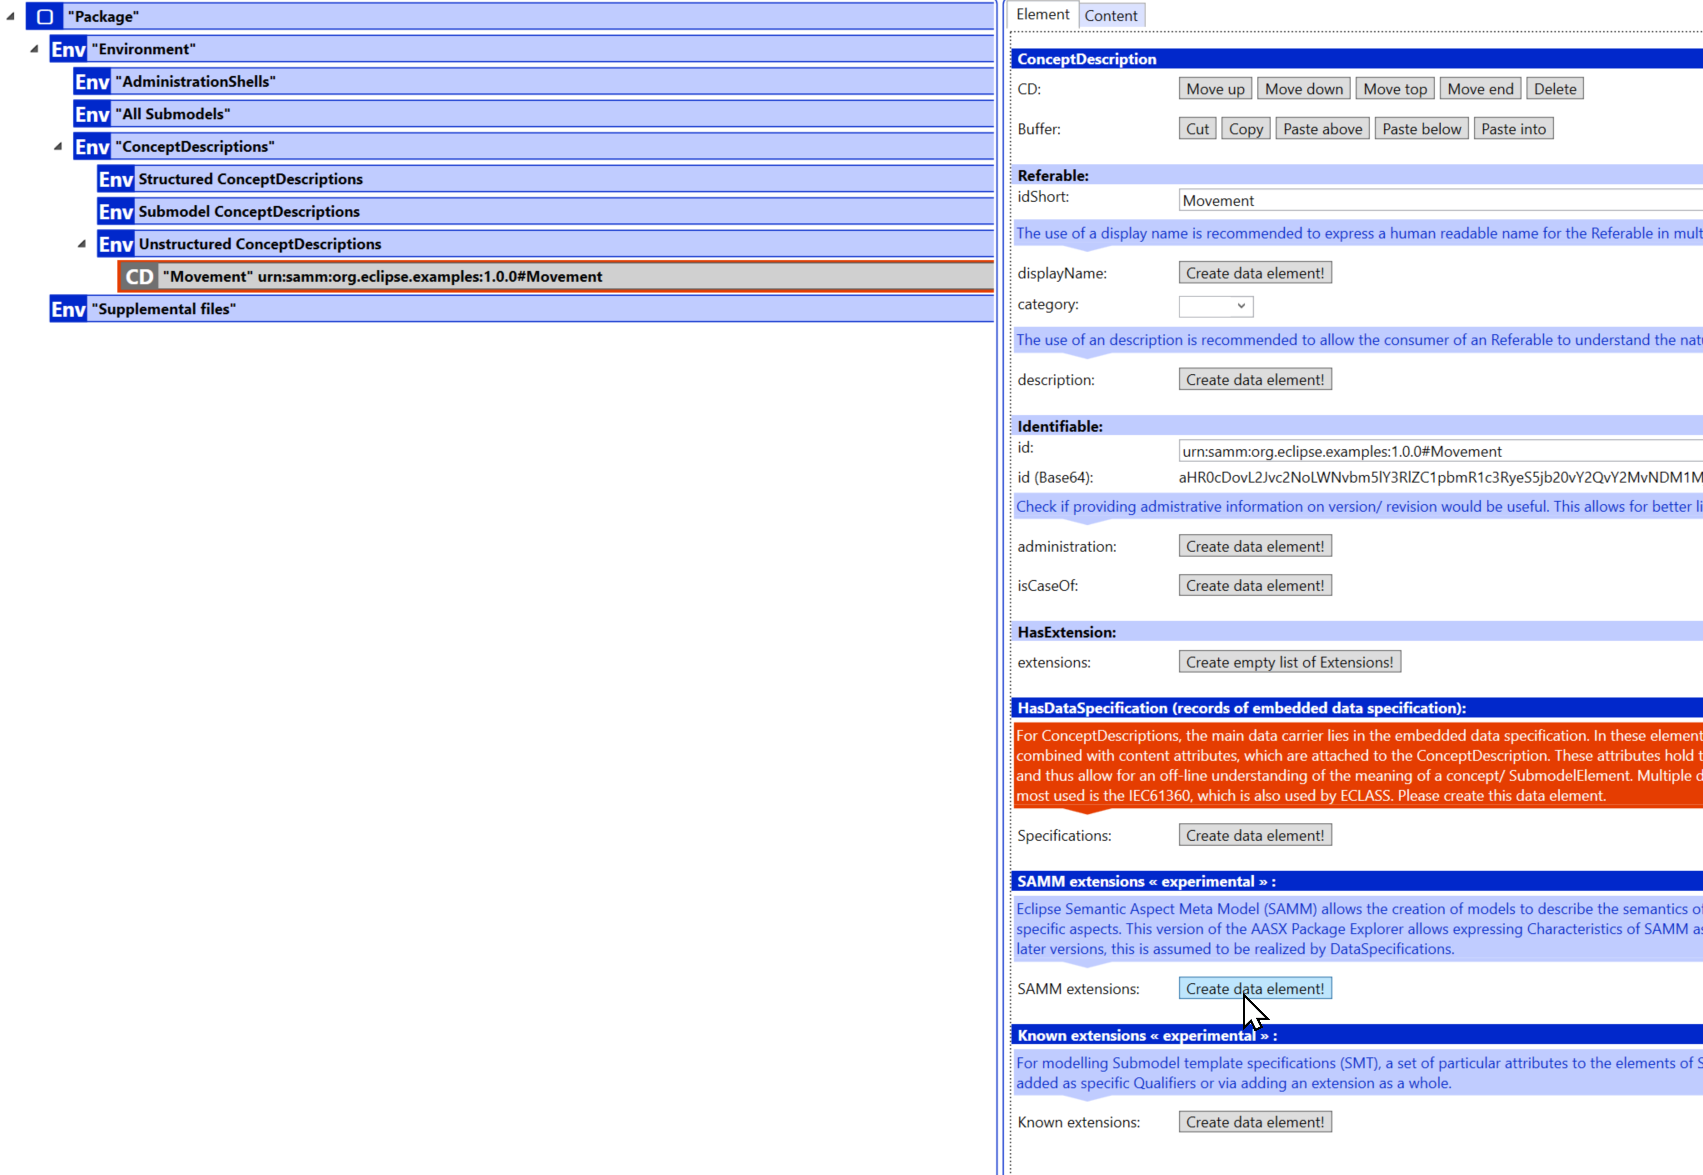 "Package"
Env "Environment"
Env "AdministrationShells"
Env "All Submodels"
Env "ConceptDescriptions"
Env Structured ConceptDescriptions
Env Submodel ConceptDescriptions
Env Unstructured ConceptDescriptions
CD "Movement" urn:samm:org.eclipse.examples:1.0.0#Movement
Env "Supplemental files"
Element Content
ConceptDescription
CD: Move up Move down Move top Move end Delete
Buffer: Cut Copy Paste above Paste below Paste into
Referable:
idShort: Movement
The use of a display name is recommended to express a human readable name for the Referable in mult
displayName: Create data element!
category:
The use of an description is recommended to allow the consumer of an Referable to understand the nat
description: Create data element!
Identifiable:
id: urn:samm:org.eclipse.examples:1.0.0#Movement
id (Base64): aHR0cDovL2Jvc2NoLWNvbm5lY3RlZC1pbmR1c3RyeS5jb20vY2QvY2MvNDM1M
Check if providing admistrative information on version/ revision would be useful. This allows for better li
administration: Create data element!
isCaseOf: Create data element!
HasExtension:
extensions: Create empty list of Extensions!
HasDataSpecification (records of embedded data specification):
For ConceptDescriptions, the main data carrier lies in the embedded data specification. In these element
combined with content attributes, which are attached to the ConceptDescription. These attributes hold t
and thus allow for an off-line understanding of the meaning of a concept/ SubmodelElement. Multiple d
most used is the IEC61360, which is also used by ECLASS. Please create this data element.
Specifications: Create data element!
SAMM extensions « experimental » :
Eclipse Semantic Aspect Meta Model (SAMM) allows the creation of models to describe the semantics of
specific aspects. This version of the AASX Package Explorer allows expressing Characteristics of SAMM as
later versions, this is assumed to be realized by DataSpecifications.
SAMM extensions: Create data element!
Known extensions « experimental » :
For modelling Submodel template specifications (SMT), a set of particular attributes to the elements of S
added as specific Qualifiers or via adding an extension as a whole.
Known extensions: Create data element!